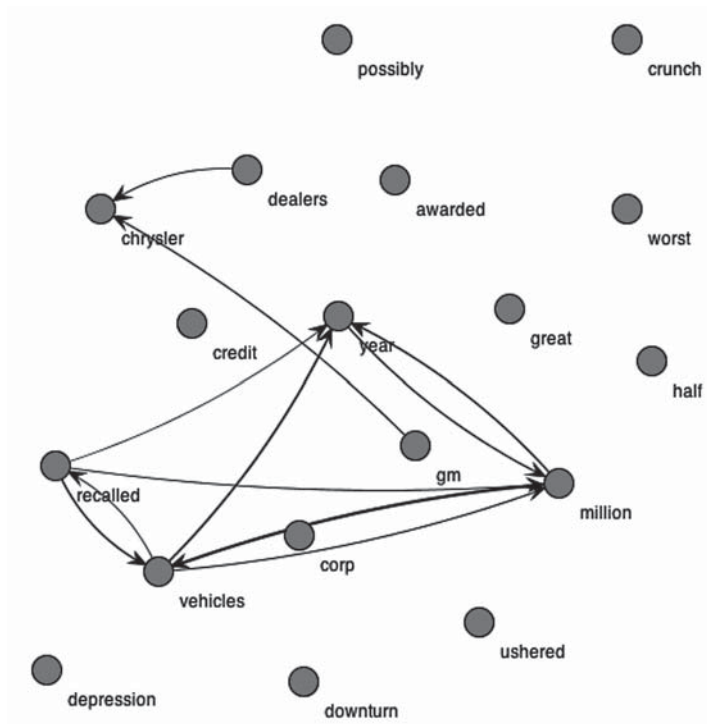 possibly
crunch
dealers
awarded
chrysler
worst
year
great
credit
half
gm
recalled
million
corp
vehicles
ushered
depression
downturn